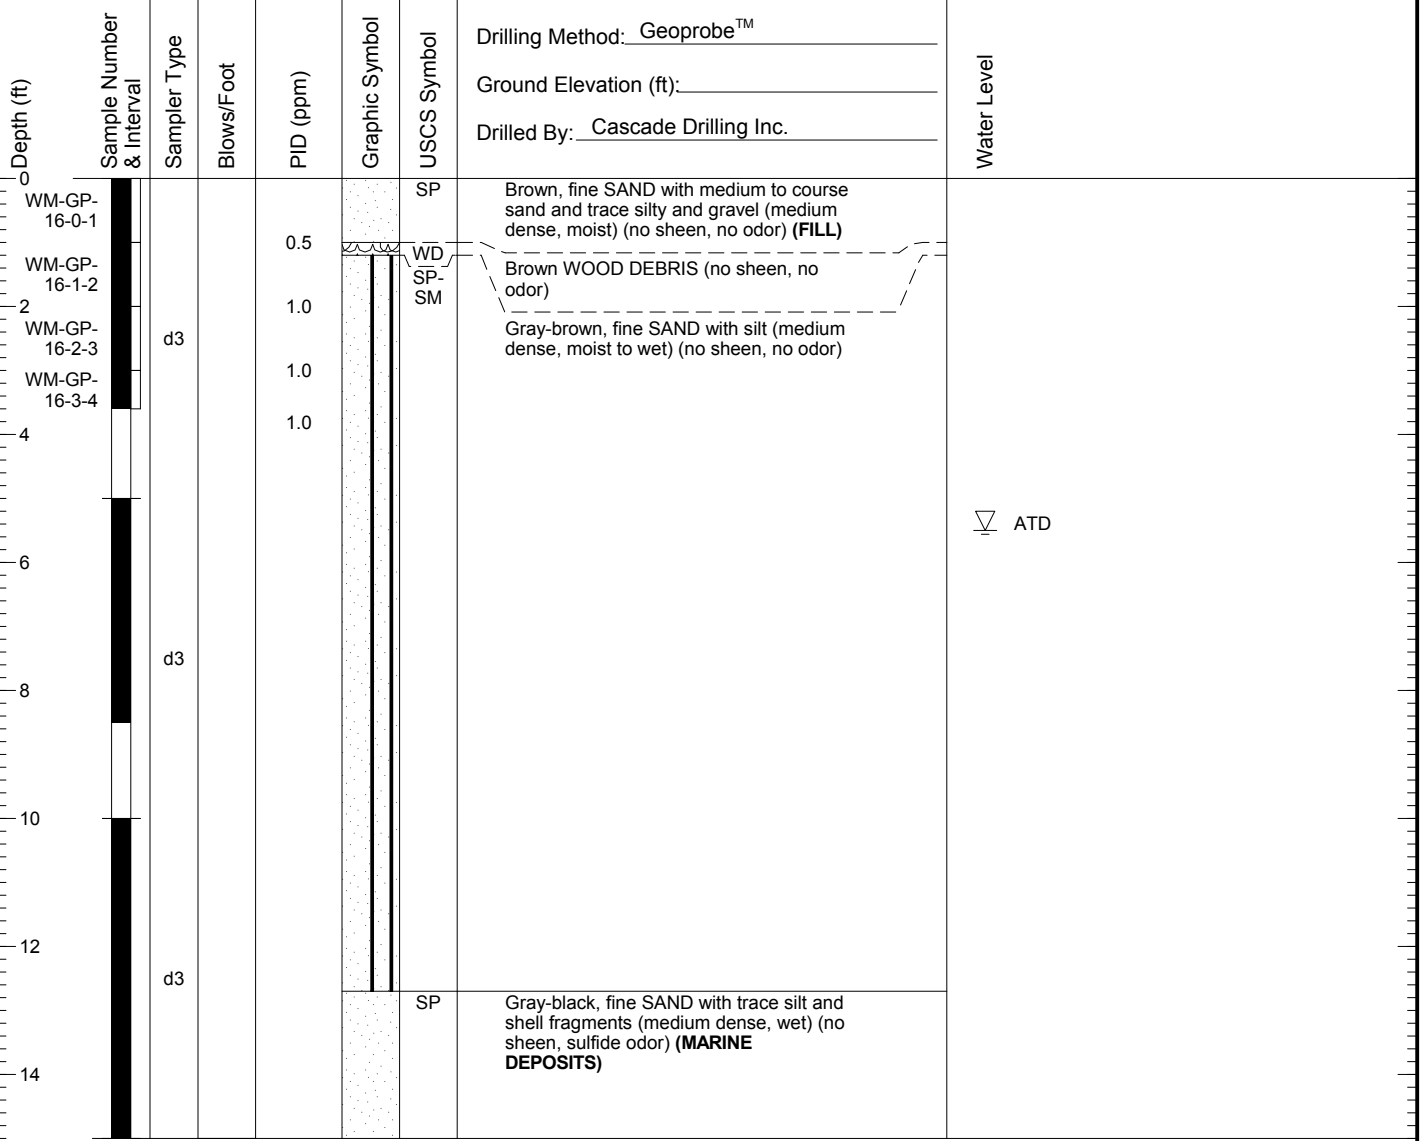 Depth (ft)
Sample Number
& Interval
Sampler Type
Blows/Foot
PID (ppm)
Graphic Symbol
USCS Symbol
Drilling Method: Geoprobe™
Ground Elevation (ft):
Drilled By: Cascade Drilling Inc.
Water Level
0
2
4
6
8
10
12
14
WM-GP-
16-0-1
WM-GP-
16-1-2
WM-GP-
16-2-3
WM-GP-
16-3-4
d3
d3
d3
0.5
1.0
1.0
1.0
SP
WD
SP-
SM
SP
Brown, fine SAND with medium to course
sand and trace silty and gravel (medium
dense, moist) (no sheen, no odor) (FILL)
Brown WOOD DEBRIS (no sheen, no
odor)
Gray-brown, fine SAND with silt (medium
dense, moist to wet) (no sheen, no odor)
Gray-black, fine SAND with trace silt and
shell fragments (medium dense, wet) (no
sheen, sulfide odor) (MARINE
DEPOSITS)
ATD